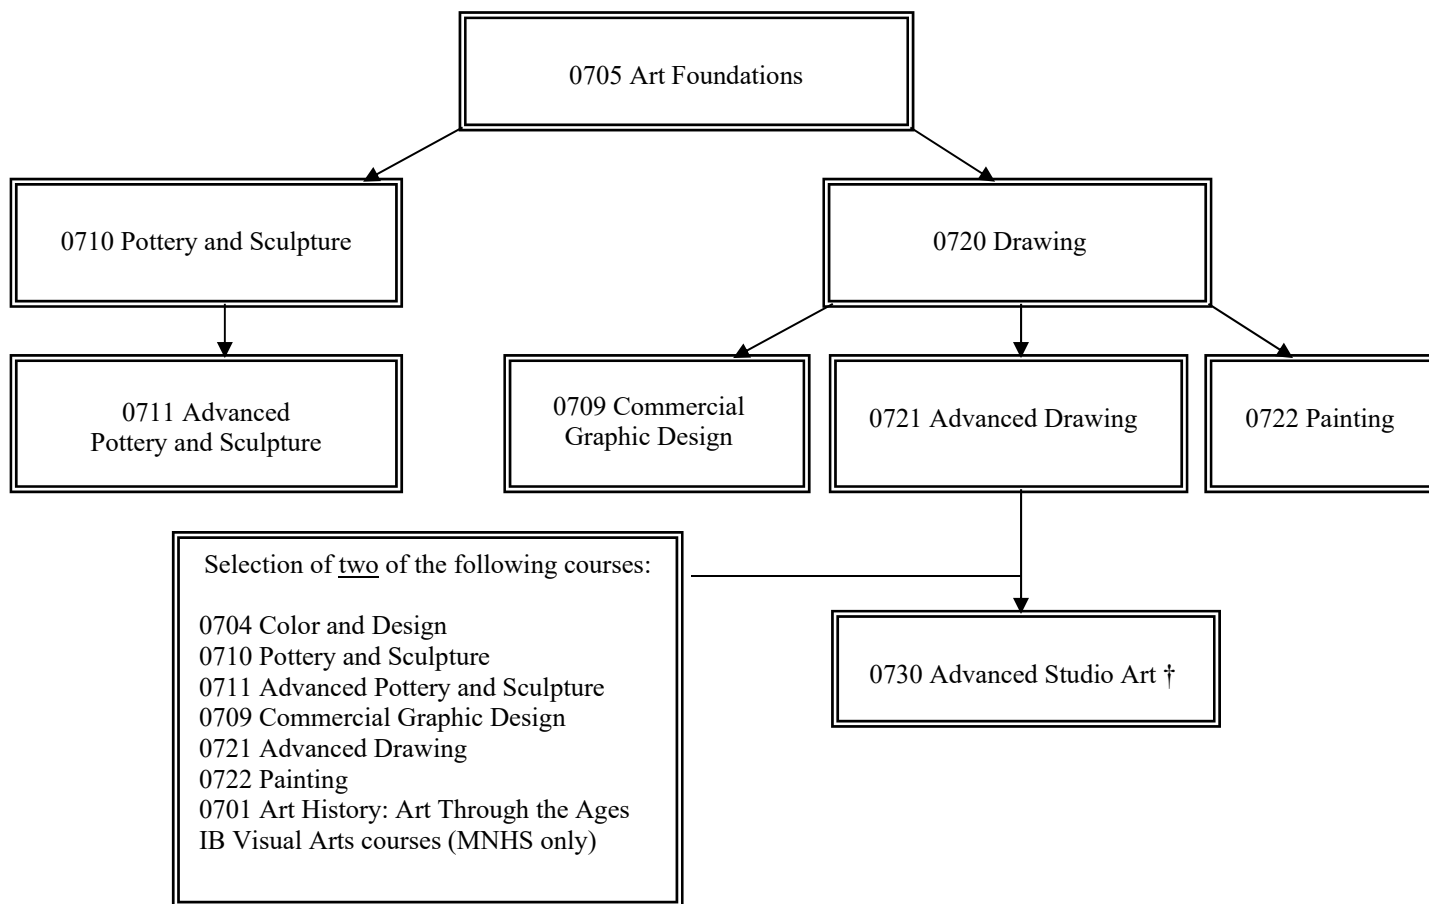 0705 Art Foundations
0710 Pottery and Sculpture
0720 Drawing
0711 Advanced
Pottery and Sculpture
0709 Commercial
Graphic Design
0721 Advanced Drawing
0722 Painting
Selection of two of the following courses:
0704 Color and Design
0710 Pottery and Sculpture
0711 Advanced Pottery and Sculpture
0709 Commercial Graphic Design
0721 Advanced Drawing
0722 Painting
0701 Art History: Art Through the Ages
IB Visual Arts courses (MNHS only)
0730 Advanced Studio Art †